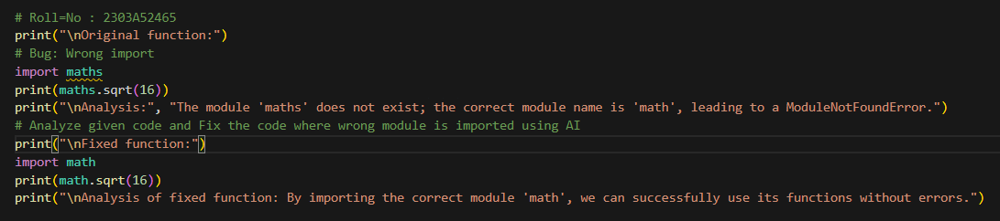 # Roll=No : 2303A52465
print("\nOriginal function:")
# Bug: Wrong import
import maths
print(maths.sqrt(16))
print("\nAnalysis:", "The module 'maths' does not exist; the correct module name is 'math', leading to a ModuleNotFoundError.")
# Analyze given code and Fix the code where wrong module is imported using AI
print("\nFixed function:")
import math
print(math.sqrt(16))
print("\nAnalysis of fixed function: By importing the correct module 'math', we can successfully use its functions without errors.")